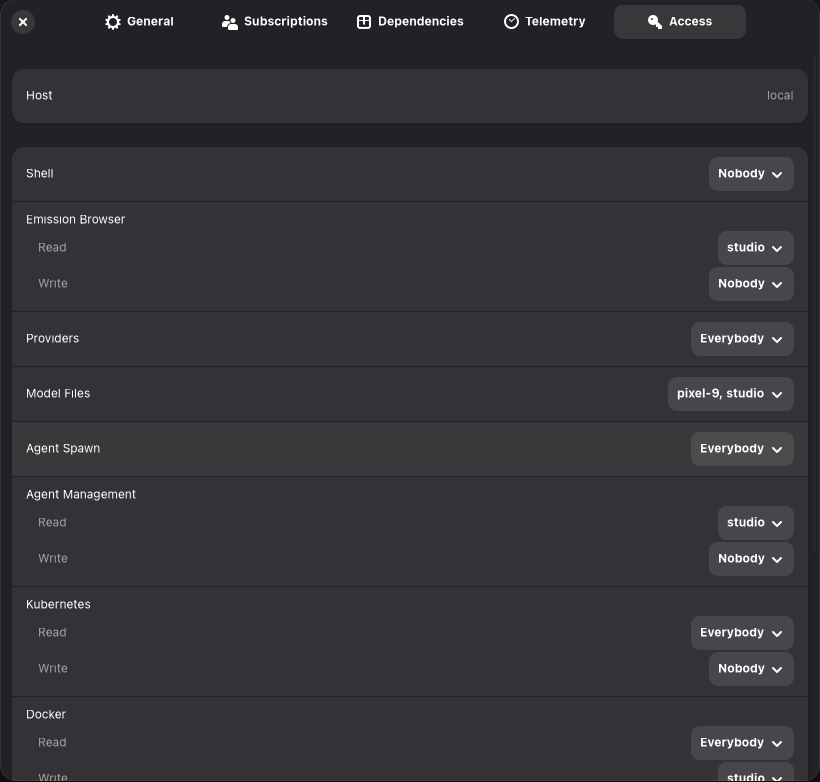 General
Subscriptions
Dependencies
Telemetry
Access
Host local
Shell Nobody
Emission Browser
Read studio
Write Nobody
Providers Everybody
Model Files pixel-9, studio
Agent Spawn Everybody
Agent Management
Read studio
Write Nobody
Kubernetes
Read Everybody
Write Nobody
Docker
Read Everybody
Write studio